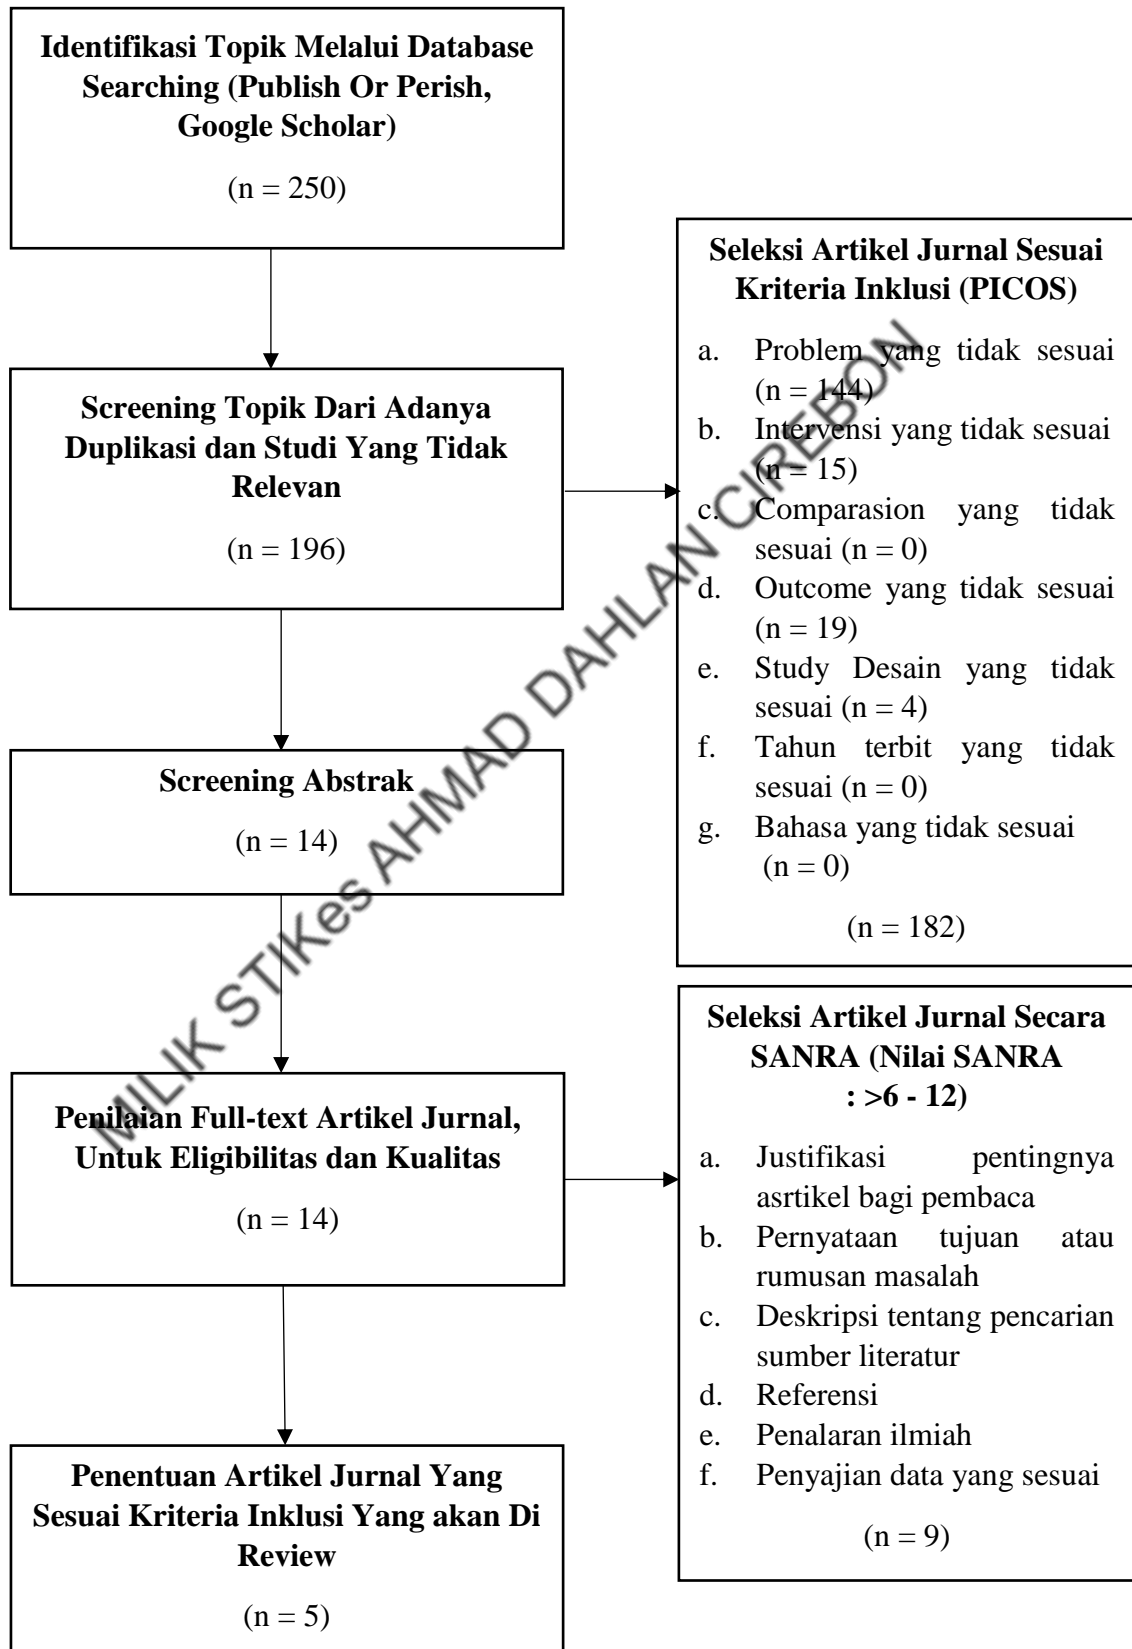 Identifikasi Topik Melalui Database
Searching (Publish Or Perish,
Google Scholar)
(n = 250)
Screening Topik Dari Adanya
Duplikasi dan Studi Yang Tidak
Relevan
(n = 196)
Seleksi Artikel Jurnal Sesuai
Kriteria Inklusi (PICOS)
a. Problem yang tidak sesuai
(n = 144)
b. Intervensi yang tidak sesuai
(n = 15)
c. Comparasion yang tidak
sesuai (n = 0)
d. Outcome yang tidak sesuai
(n = 19)
e. Study Desain yang tidak
sesuai (n = 4)
f. Tahun terbit yang tidak
sesuai (n = 0)
g. Bahasa yang tidak sesuai
(n = 0)
(n = 182)
Screening Abstrak
(n = 14)
Penilaian Full-text Artikel Jurnal,
Untuk Eligibilitas dan Kualitas
(n = 14)
Seleksi Artikel Jurnal Secara
SANRA (Nilai SANRA
: >6 - 12)
a. Justifikasi pentingnya
asrtikel bagi pembaca
b. Pernyataan tujuan atau
rumusan masalah
c. Deskripsi tentang pencarian
sumber literatur
d. Referensi
e. Penalaran ilmiah
f. Penyajian data yang sesuai
(n = 9)
Penentuan Artikel Jurnal Yang
Sesuai Kriteria Inklusi Yang akan Di
Review
(n = 5)
MILIK STIKes AHMAD DAHLAN CIREBON